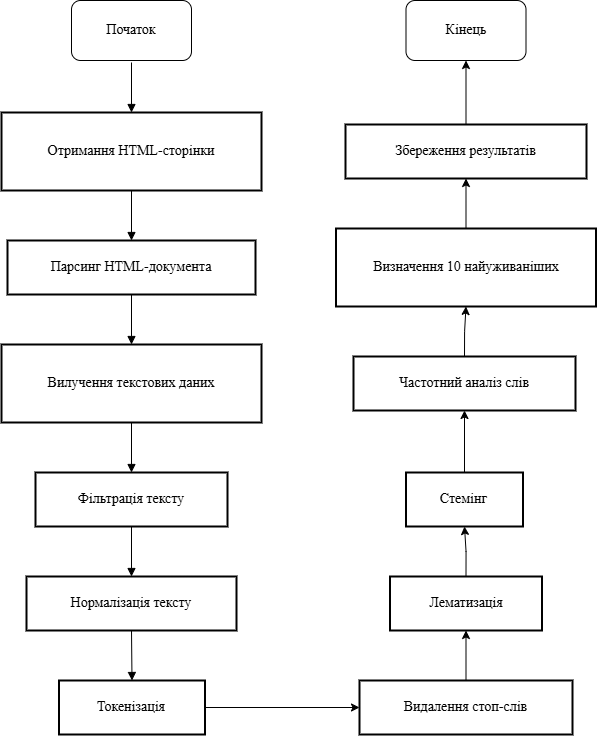 Початок
Отримання HTML-сторінки
Парсинг HTML-документа
Вилучення текстових даних
Фільтрація тексту
Нормалізація тексту
Токенізація
Видалення стоп-слів
Лематизація
Стемінг
Частотний аналіз слів
Визначення 10 найуживаніших
Збереження результатів
Кінець